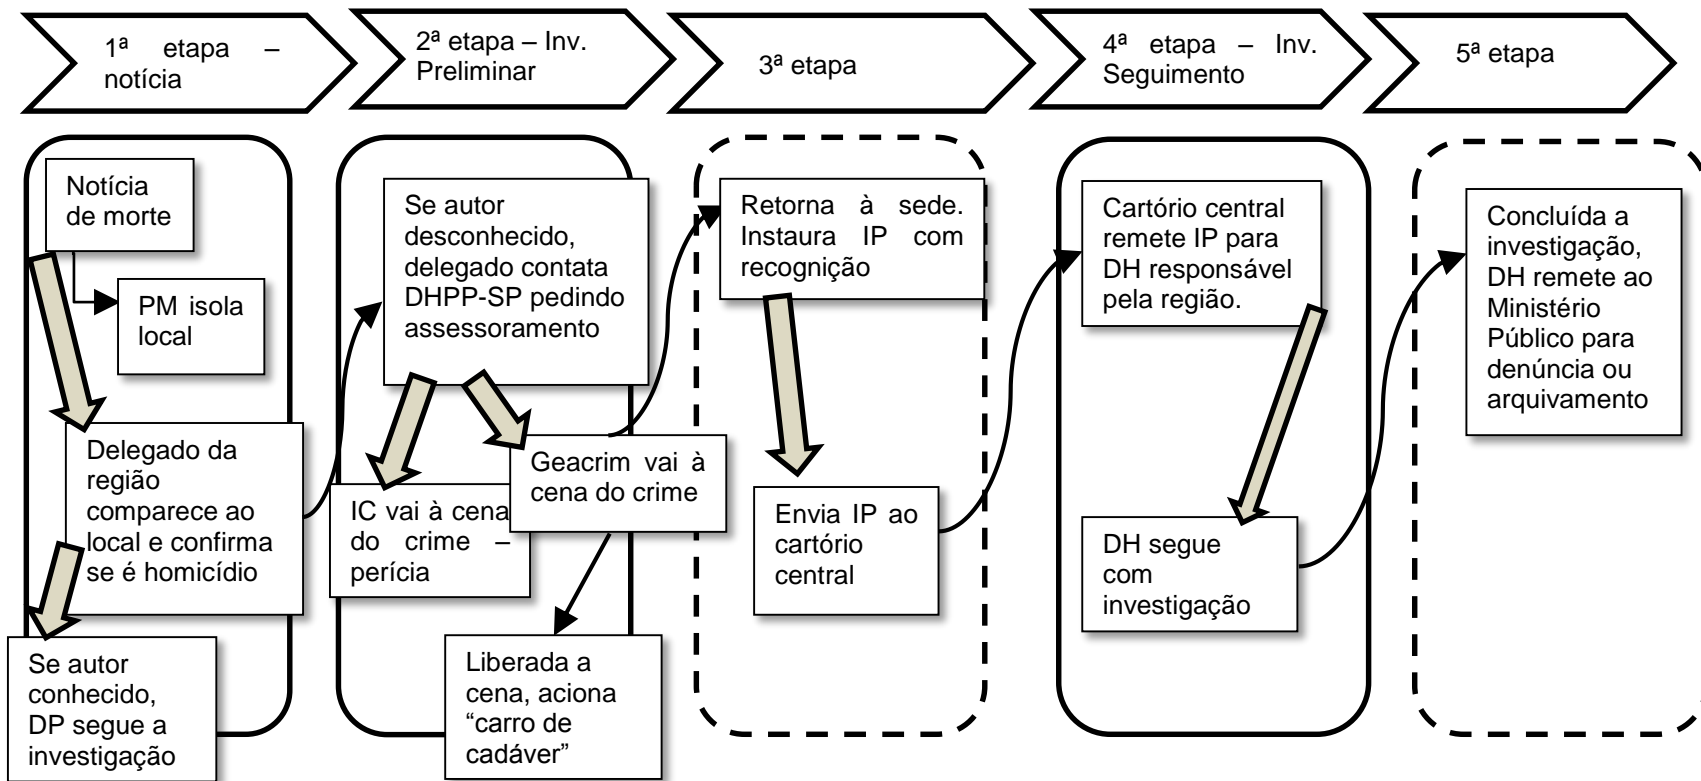 1ª etapa –
notícia
2ª etapa – Inv.
Preliminar
3ª etapa
4ª etapa – Inv.
Seguimento
5ª etapa
Notícia
de morte
PM isola
local
Delegado da
região
comparece ao
local e confirma
se é homicídio
Se autor
conhecido,
DP segue a
investigação
Se autor
desconhecido,
delegado contata
DHPP-SP pedindo
assessoramento
IC vai à cena
do crime –
perícia
Geacrim vai à
cena do crime
Liberada a
cena, aciona
“carro de
cadáver”
Retorna à sede.
Instaura IP com
recognição
Envia IP ao
cartório
central
Cartório central
remete IP para
DH responsável
pela região.
DH segue
com
investigação
Concluída a
investigação,
DH remete ao
Ministério
Público para
denúncia ou
arquivamento